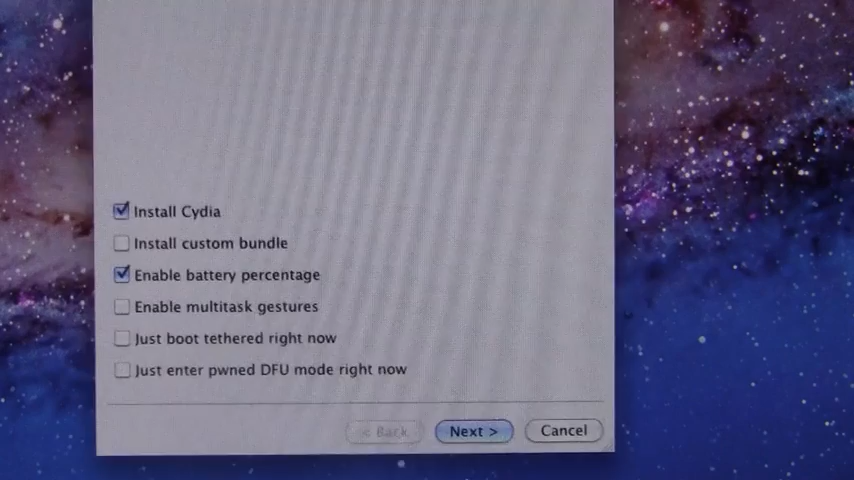 Install Cydia
Install custom bundle
Enable battery percentage
Enable multitask gestures
Just boot tethered right now
Just enter pwned DFU mode right now
< Back Next > Cancel